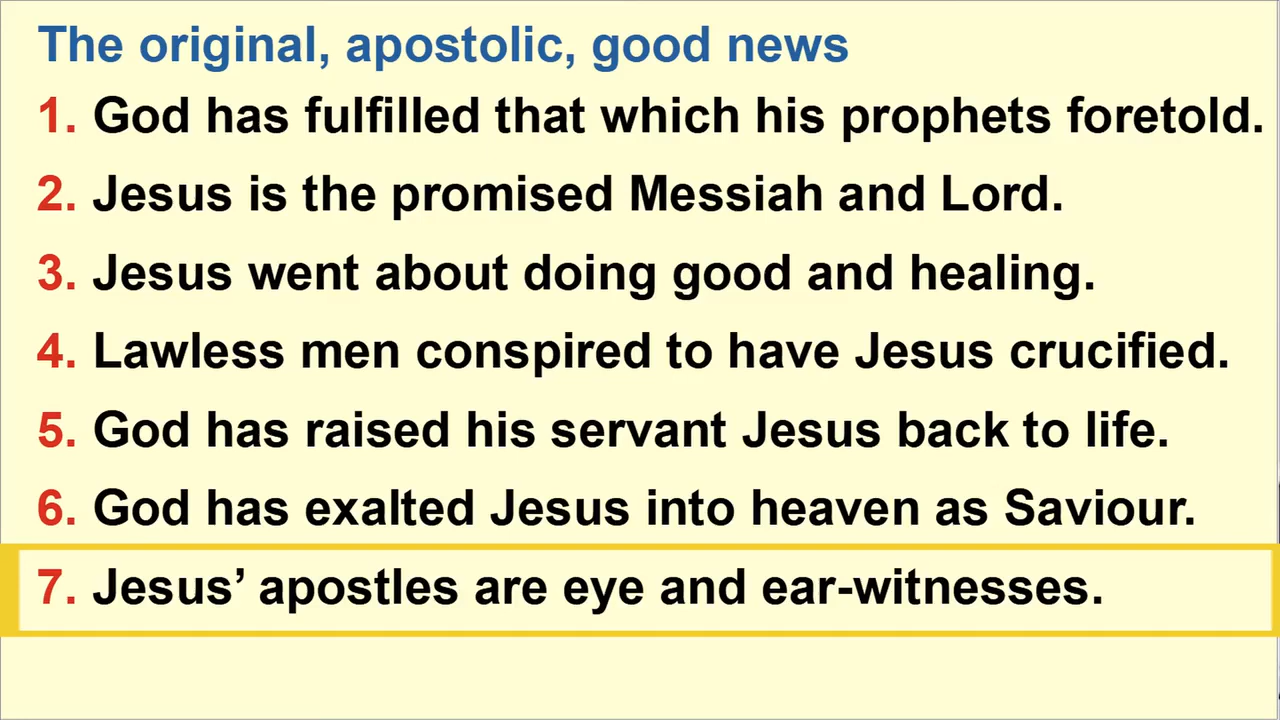 The original, apostolic, good news
1. God has fulfilled that which his prophets foretold.
2. Jesus is the promised Messiah and Lord.
3. Jesus went about doing good and healing.
4. Lawless men conspired to have Jesus crucified.
5. God has raised his servant Jesus back to life.
6. God has exalted Jesus into heaven as Saviour.
7. Jesus’ apostles are eye and ear-witnesses.